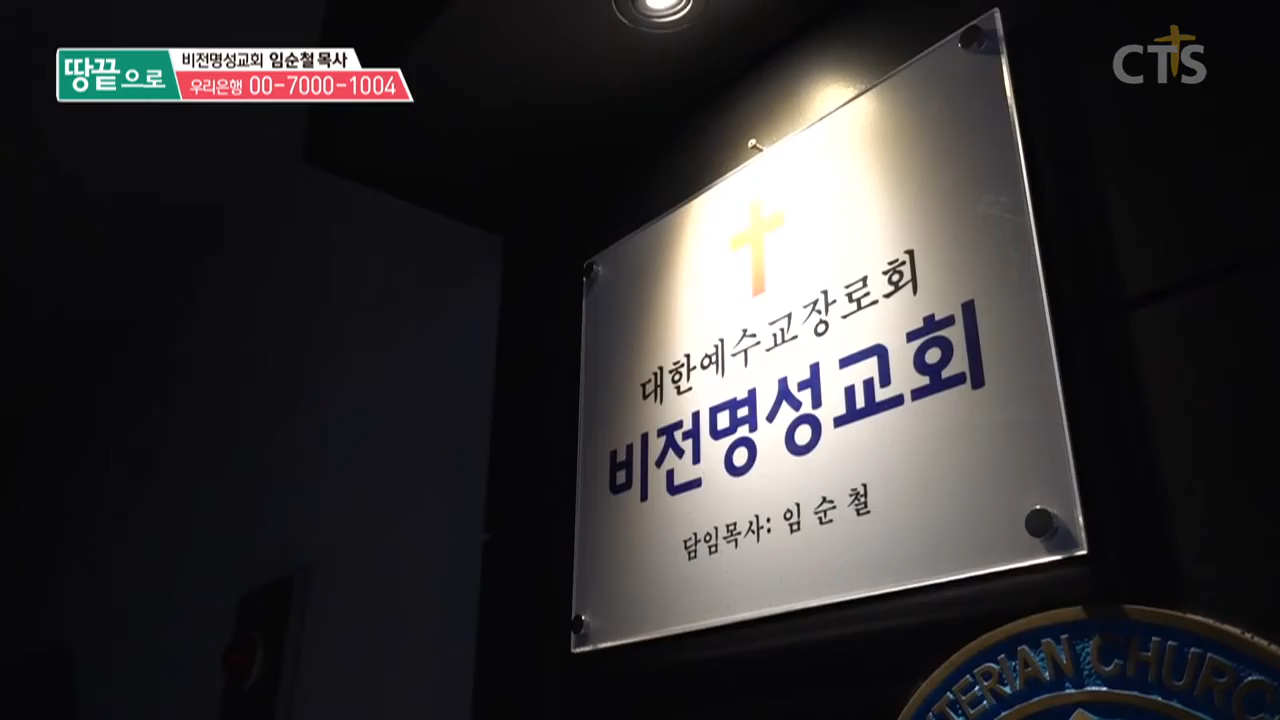 땅끝으로
비전명성교회 임순철 목사
우리은행 00-7000-1004
CTS
대한예수교장로회
비전명성교회
담임목사: 임순철
TERIAN CHURC